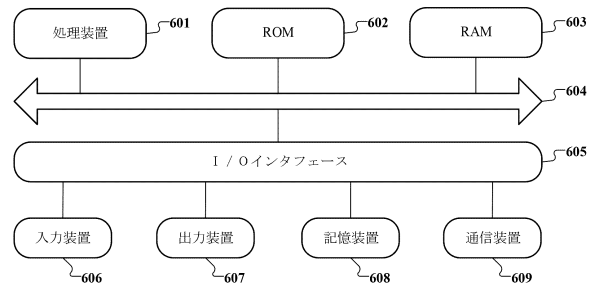 処理装置
601
ROM
602
RAM
603
604
Ｉ／Ｏインタフェース
605
入力装置
606
出力装置
607
記憶装置
608
通信装置
609